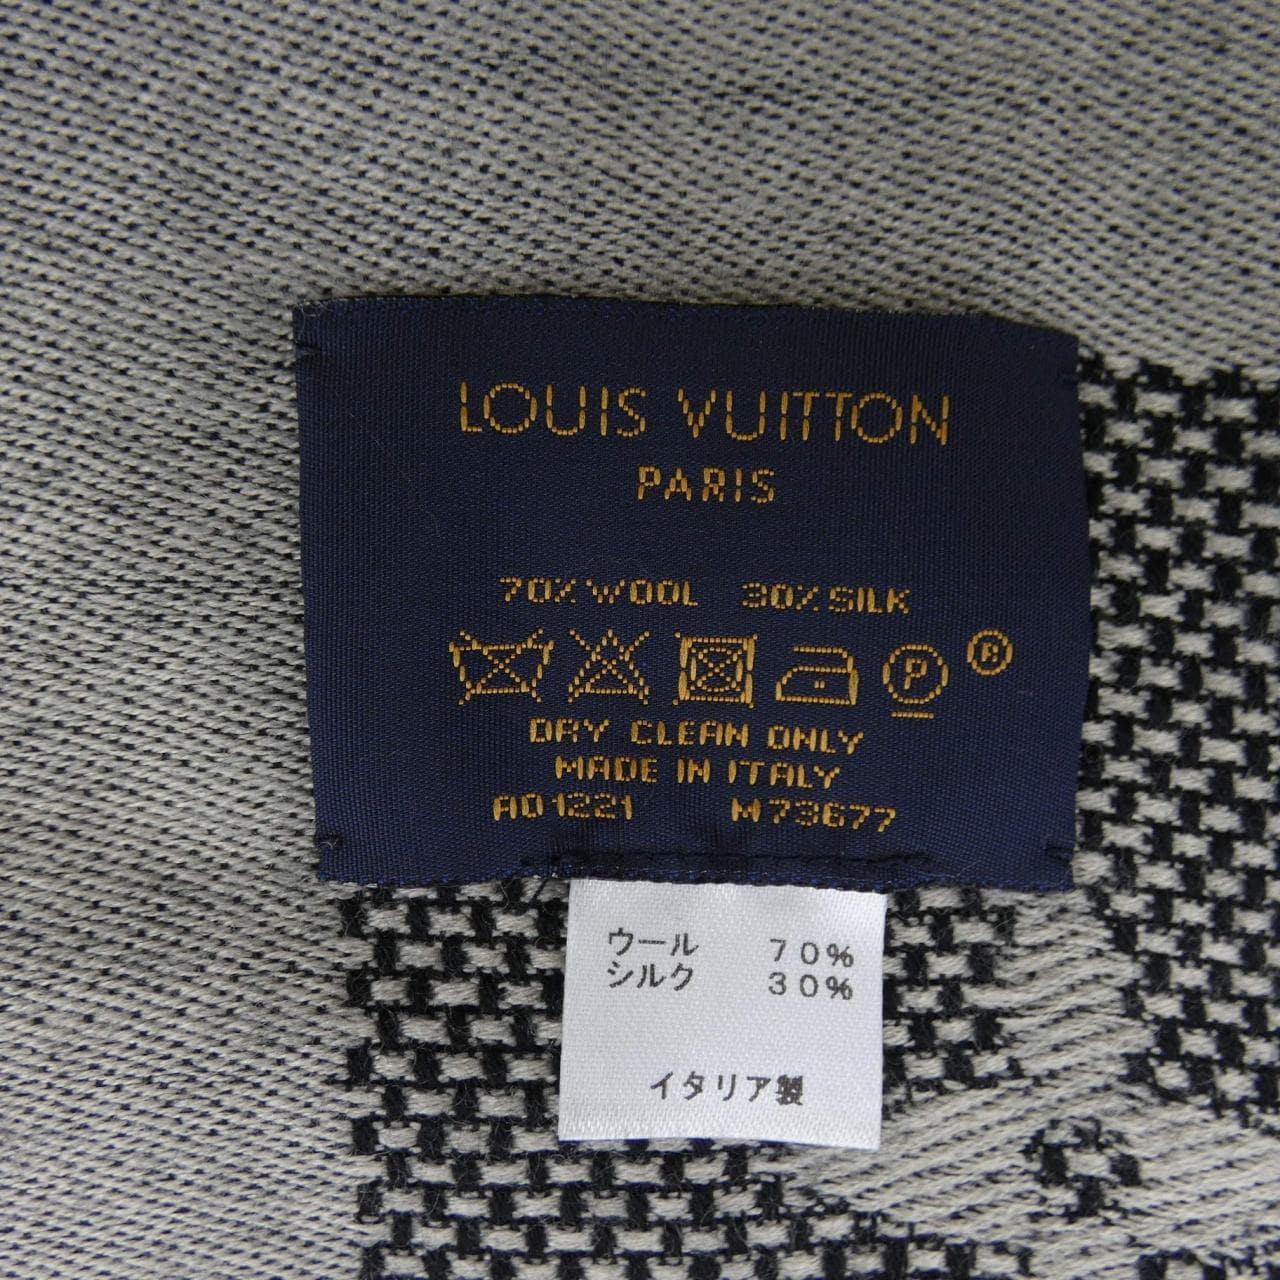 LOUIS VUITTON
PARIS
70% WOOL 30% SILK
P ®
DRY CLEAN ONLY
MADE IN ITALY
AD1221 M73677
ウール 70%
シルク 30%
イタリア製